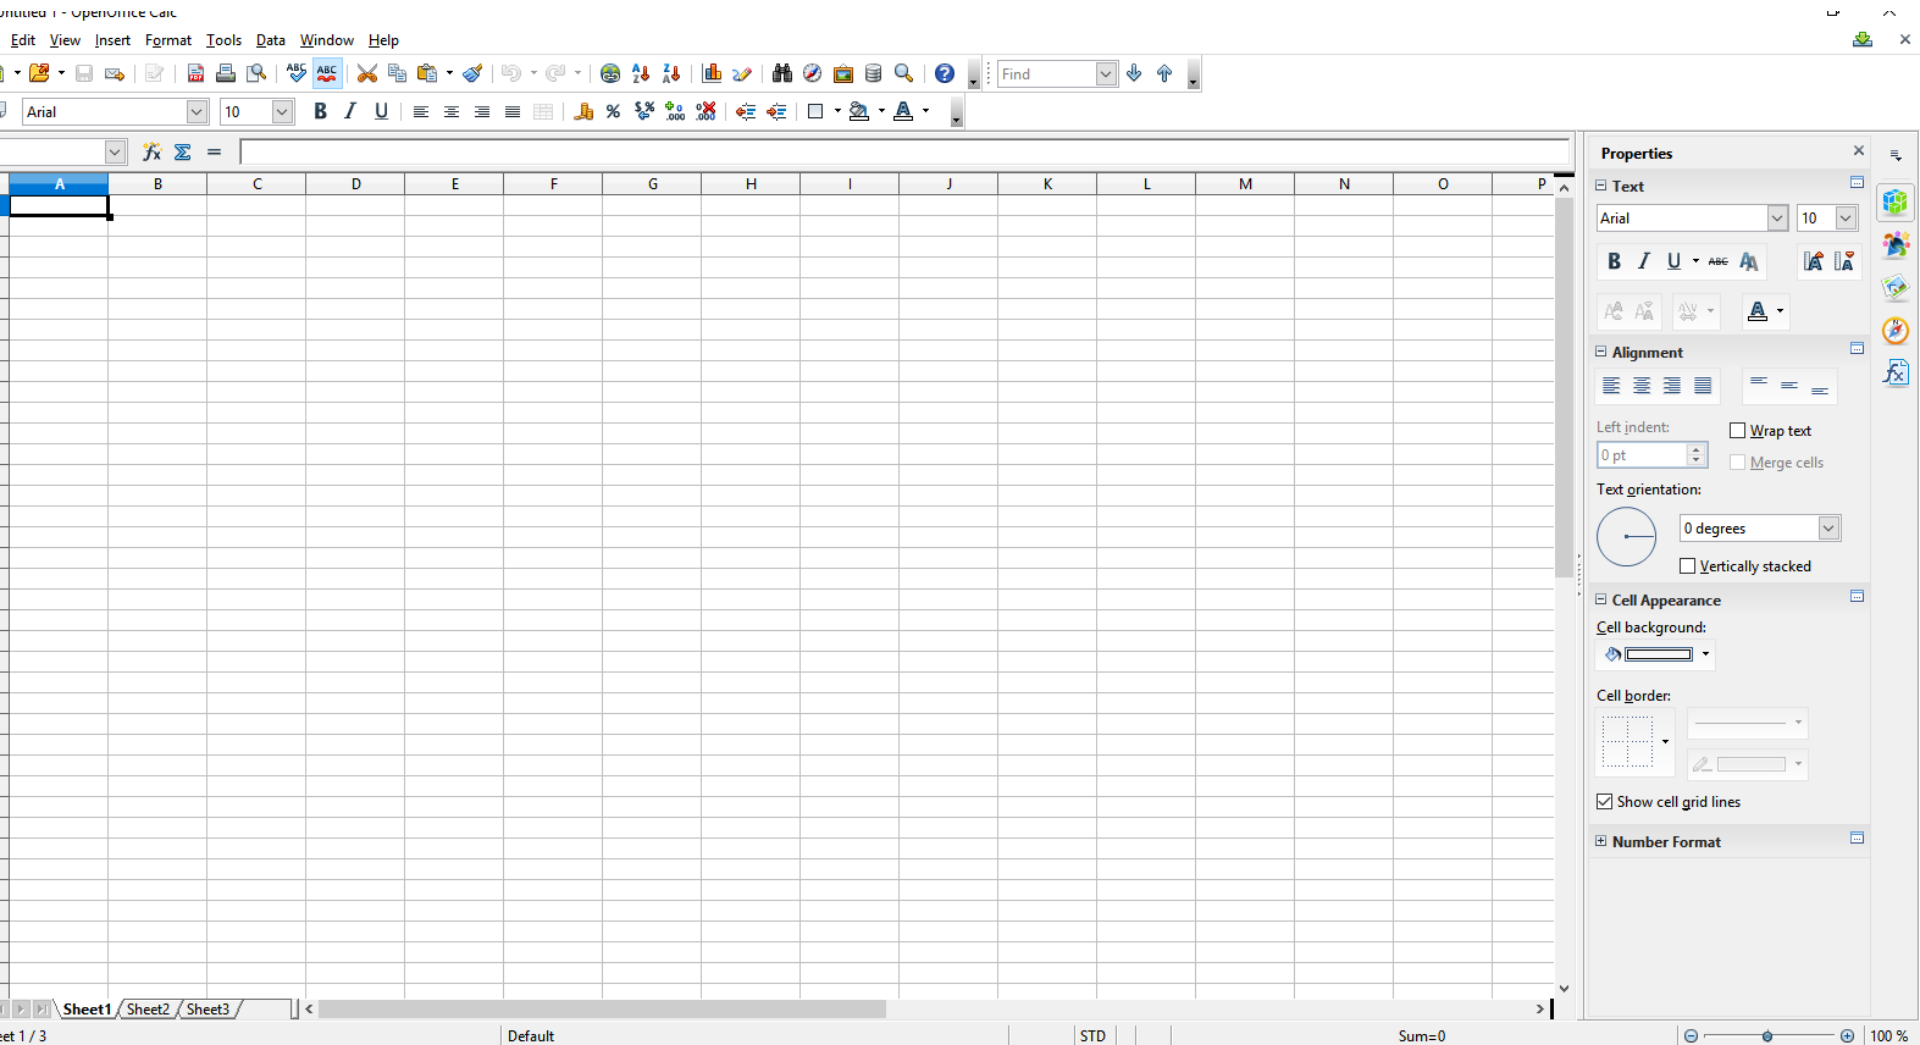 Untitled 1 - OpenOffice Calc
Edit View Insert Format Tools Data Window Help
Find
Arial 10
A B C D E F G H I J K L M N O P
Properties
Text
Arial 10
Alignment
Left indent:
Wrap text
0 pt
Merge cells
Text orientation:
0 degrees
Vertically stacked
Cell Appearance
Cell background:
Cell border:
Show cell grid lines
Number Format
Sheet1 Sheet2 Sheet3
eet 1 / 3 Default STD Sum=0 100 %